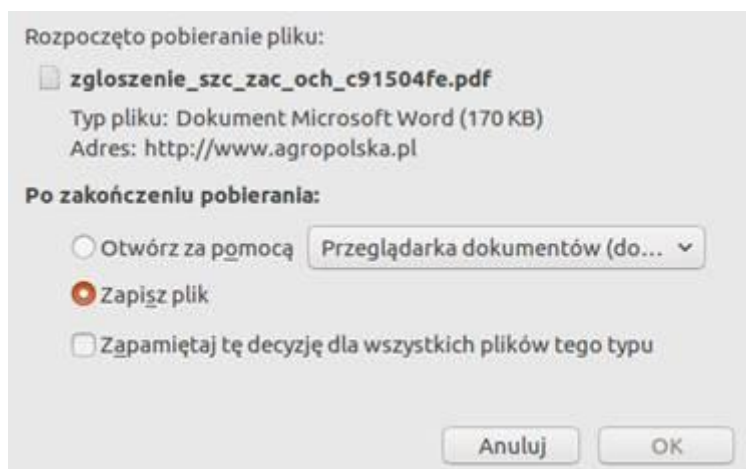 Rozpoczęto pobieranie pliku:
zgloszenie_szc_zac_och_c91504fe.pdf
Typ pliku: Dokument Microsoft Word (170 KB)
Adres: http://www.agropolska.pl
Po zakończeniu pobierania:
Otwórz za pomocą Przeglądarka dokumentów (do...
Zapisz plik
Zapamiętaj tę decyzję dla wszystkich plików tego typu
Anuluj OK